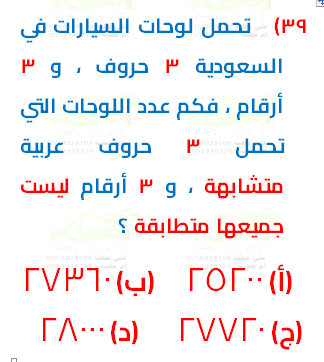 ٣٩) تحمل لوحات السيارات في
السعودية ٣ حروف ، و ٣
أرقام ، فكم عدد اللوحات التي
تحمل ٣ حروف عربية
متشابهة ، و ٣ أرقام ليست
جميعها متطابقة ؟
(أ) ٢٥٢٠٠ (ب) ٢٧٣٦٠
(ج) ٢٧٧٢٠ (د) ٢٨٠٠٠